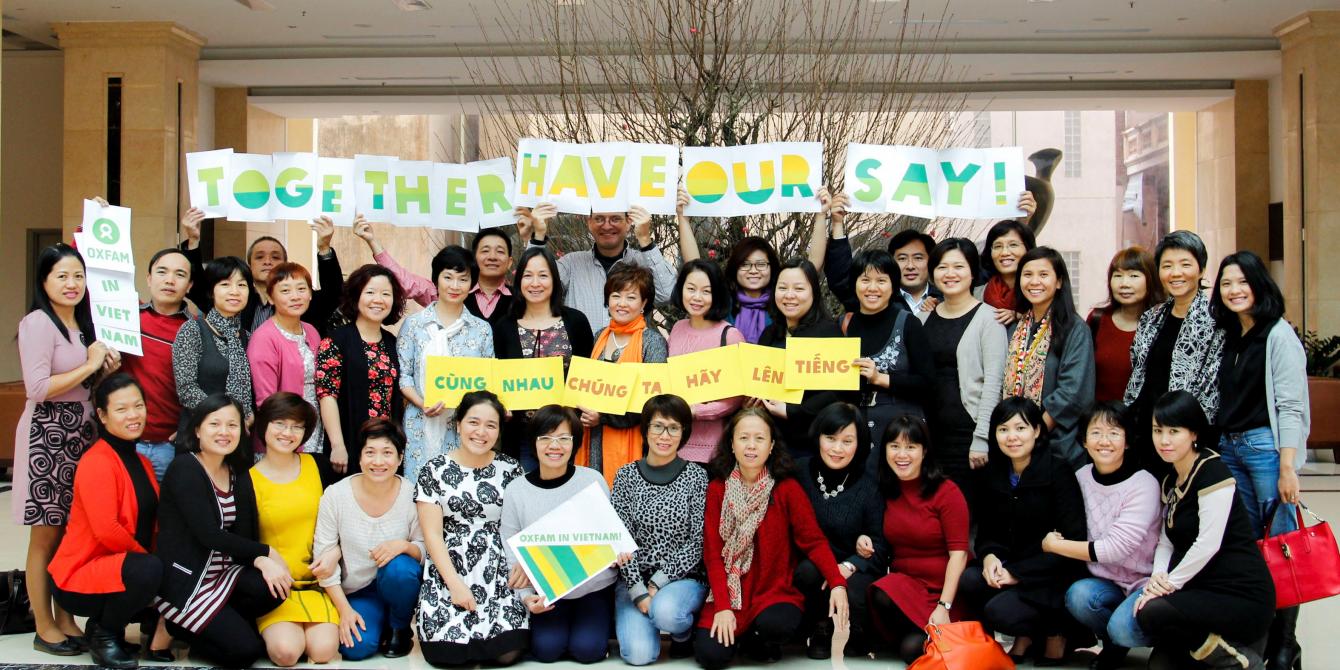 TOGETHER HAVE OUR SAY!
OXFAM
IN
VIET
NAM
CÙNG NHAU CHÚNG TA HÃY LÊN TIẾNG
OXFAM IN VIETNAM!